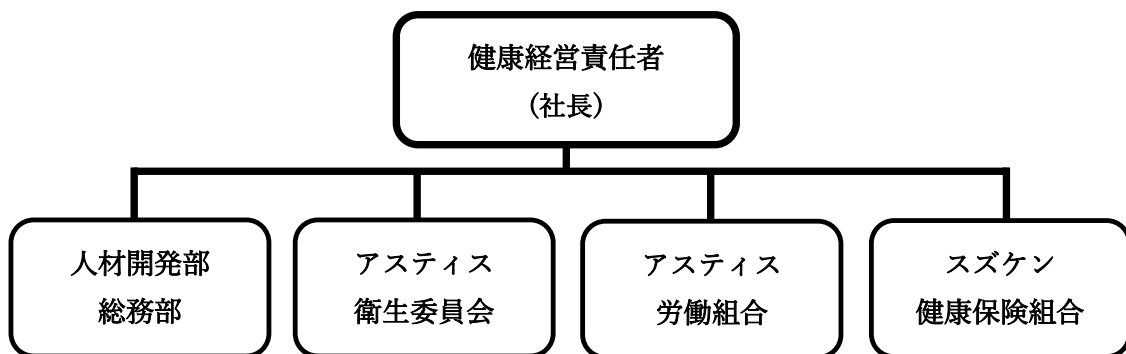 健康経営責任者
(社長)
人材開発部
総務部
アスティス
衛生委員会
アスティス
労働組合
スズケン
健康保険組合